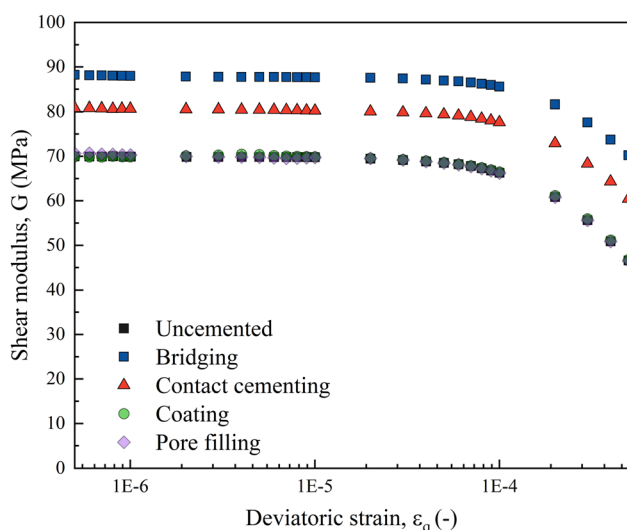 100
90
80
70
60
50
40
30
20
10
0
Shear modulus, G (MPa)
Uncemented
Bridging
Contact cementing
Coating
Pore filling
1E-6
1E-5
1E-4
Deviatoric strain, εq (-)